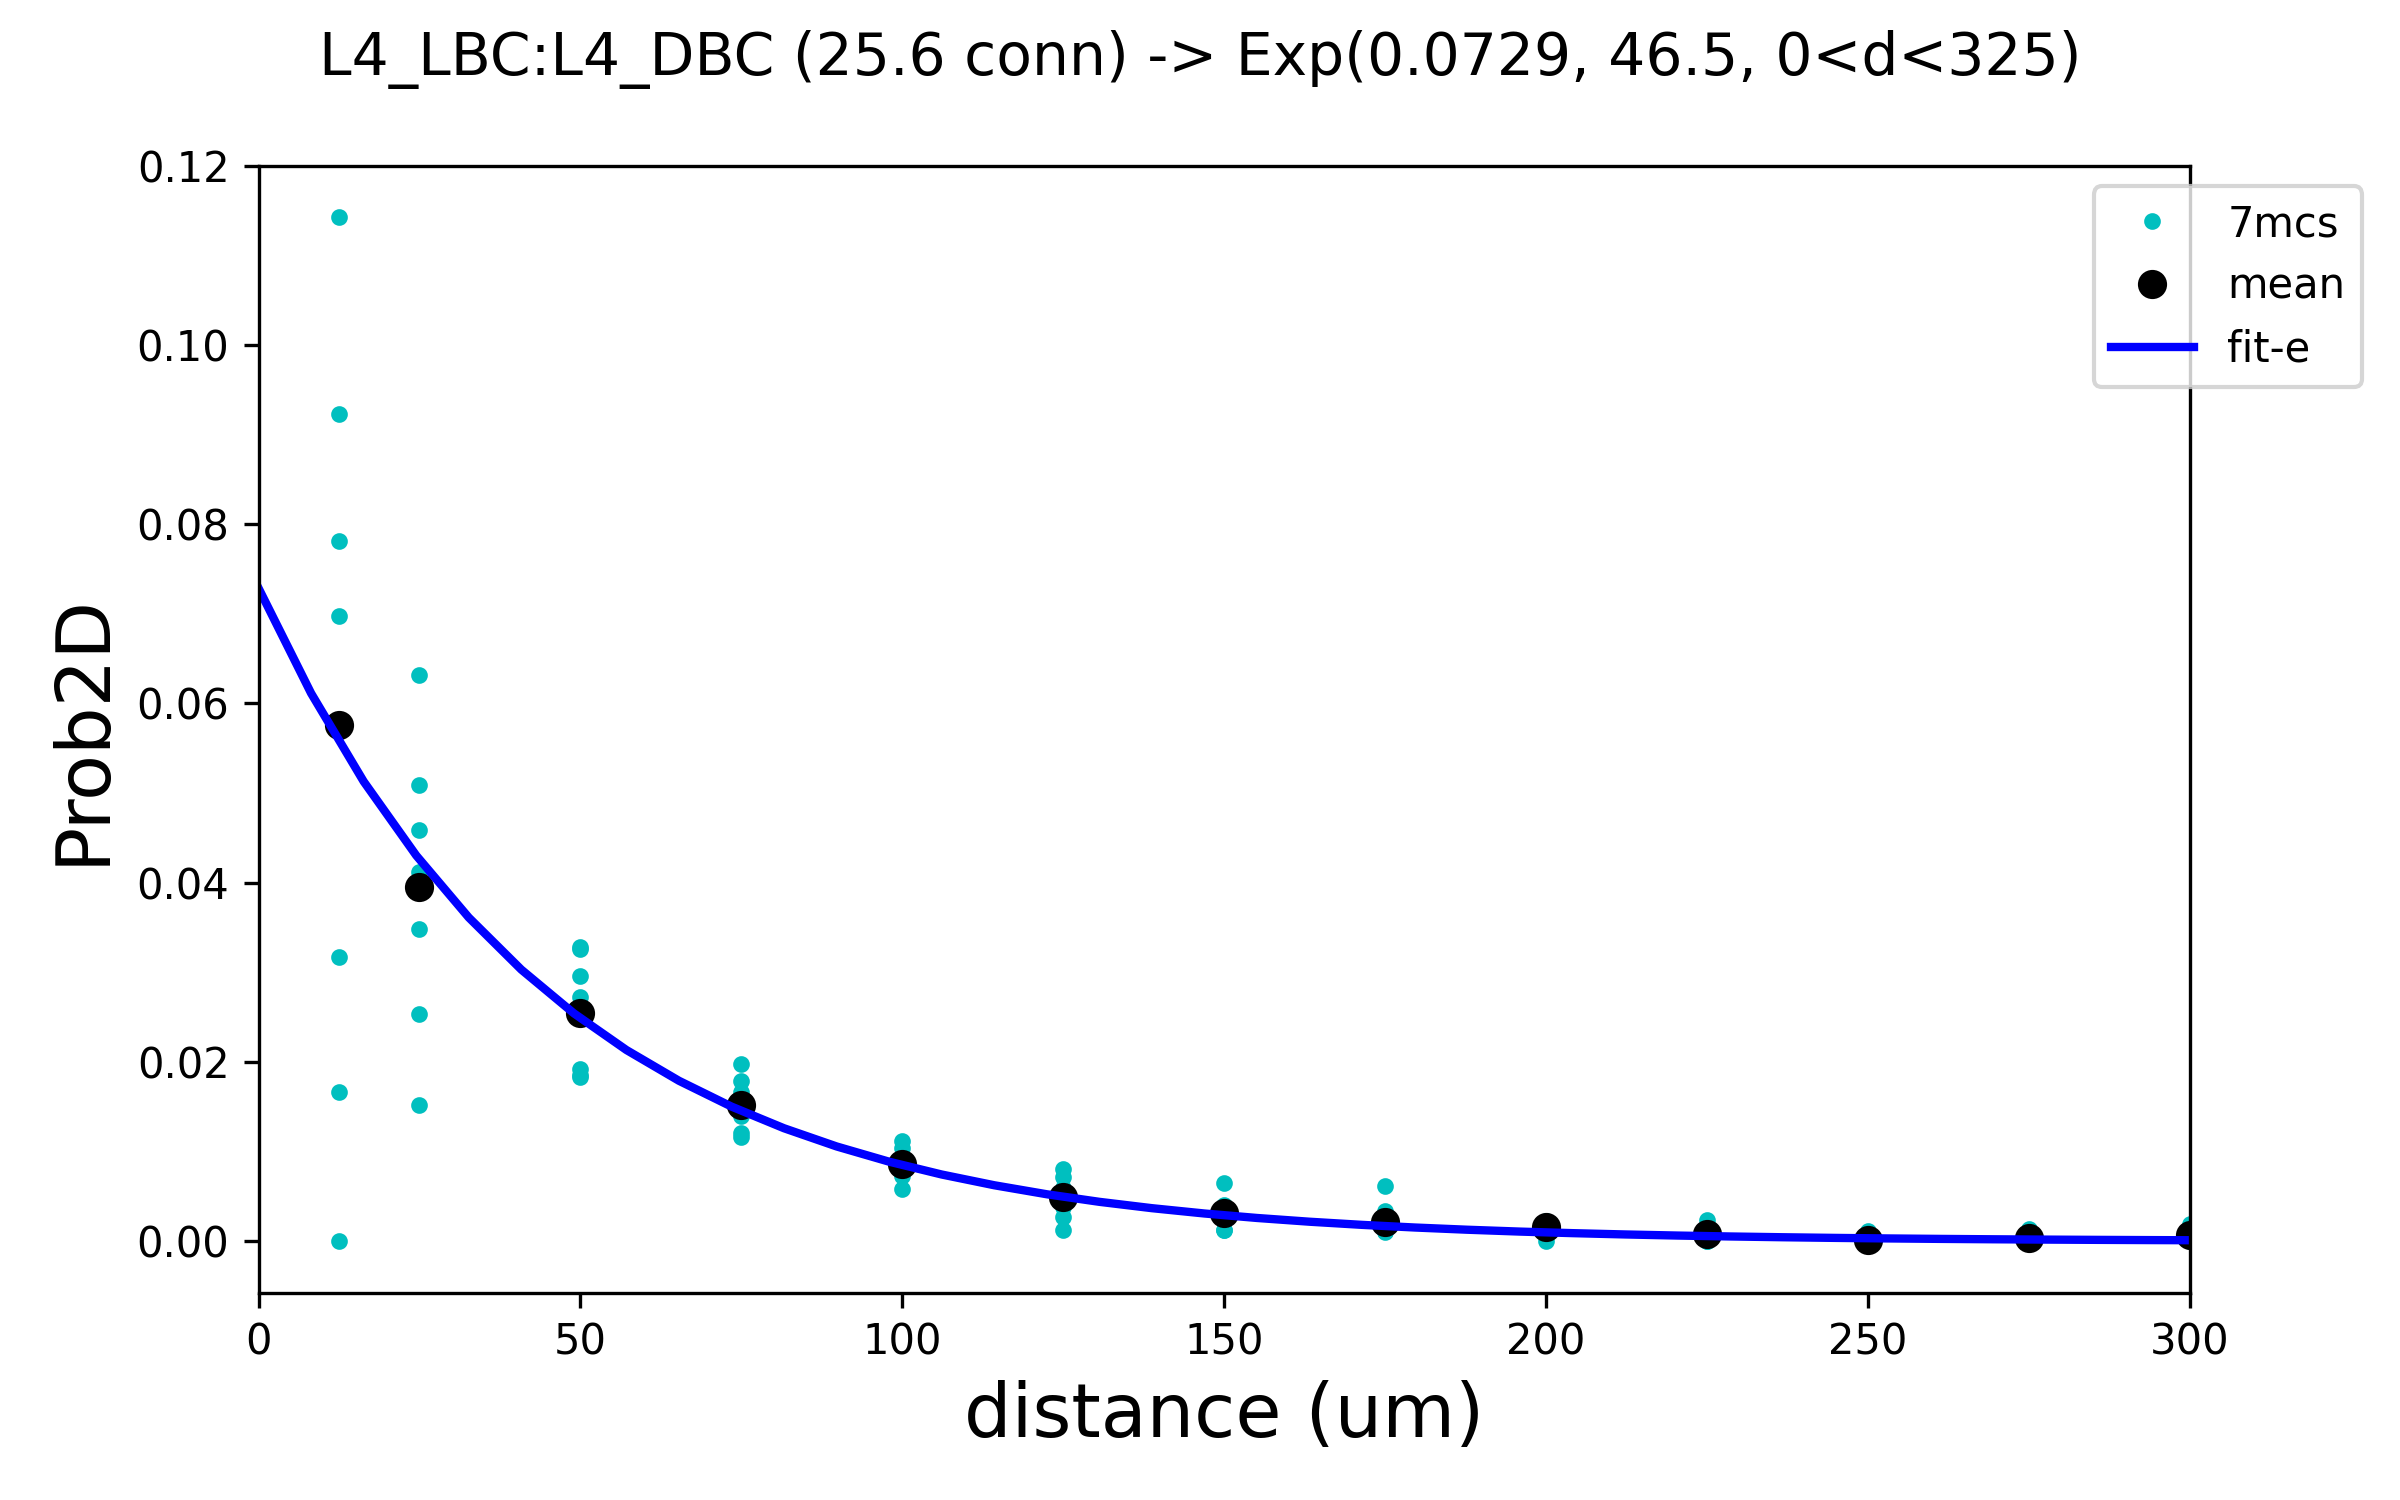 L4_LBC:L4_DBC (25.6 conn) -> Exp(0.0729, 46.5, 0<d<325)
0.12
0.10
0.08
0.06
0.04
0.02
0.00
Prob2D
7mcs
mean
fit-e
0 50 100 150 200 250 300
distance (um)